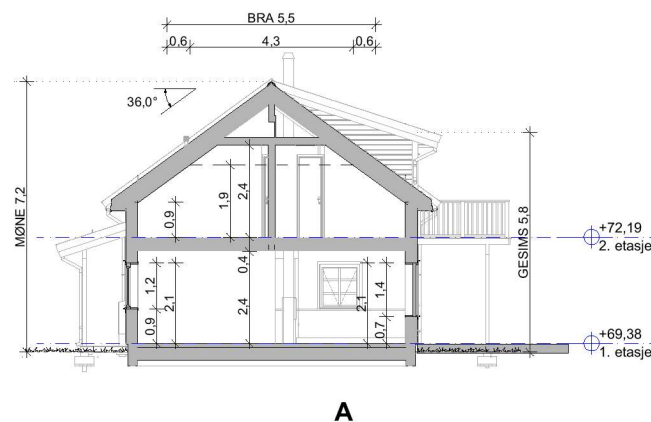 BRA 5,5
0,6 4,3 0,6
36,0°
MØNE 7,2
GESIMS 5,8
0,9
1,9
2,4
+72,19
2. etasje
0,4
1,2
2,1
2,4
2,1
1,4
0,9
0,7
+69,38
1. etasje
A